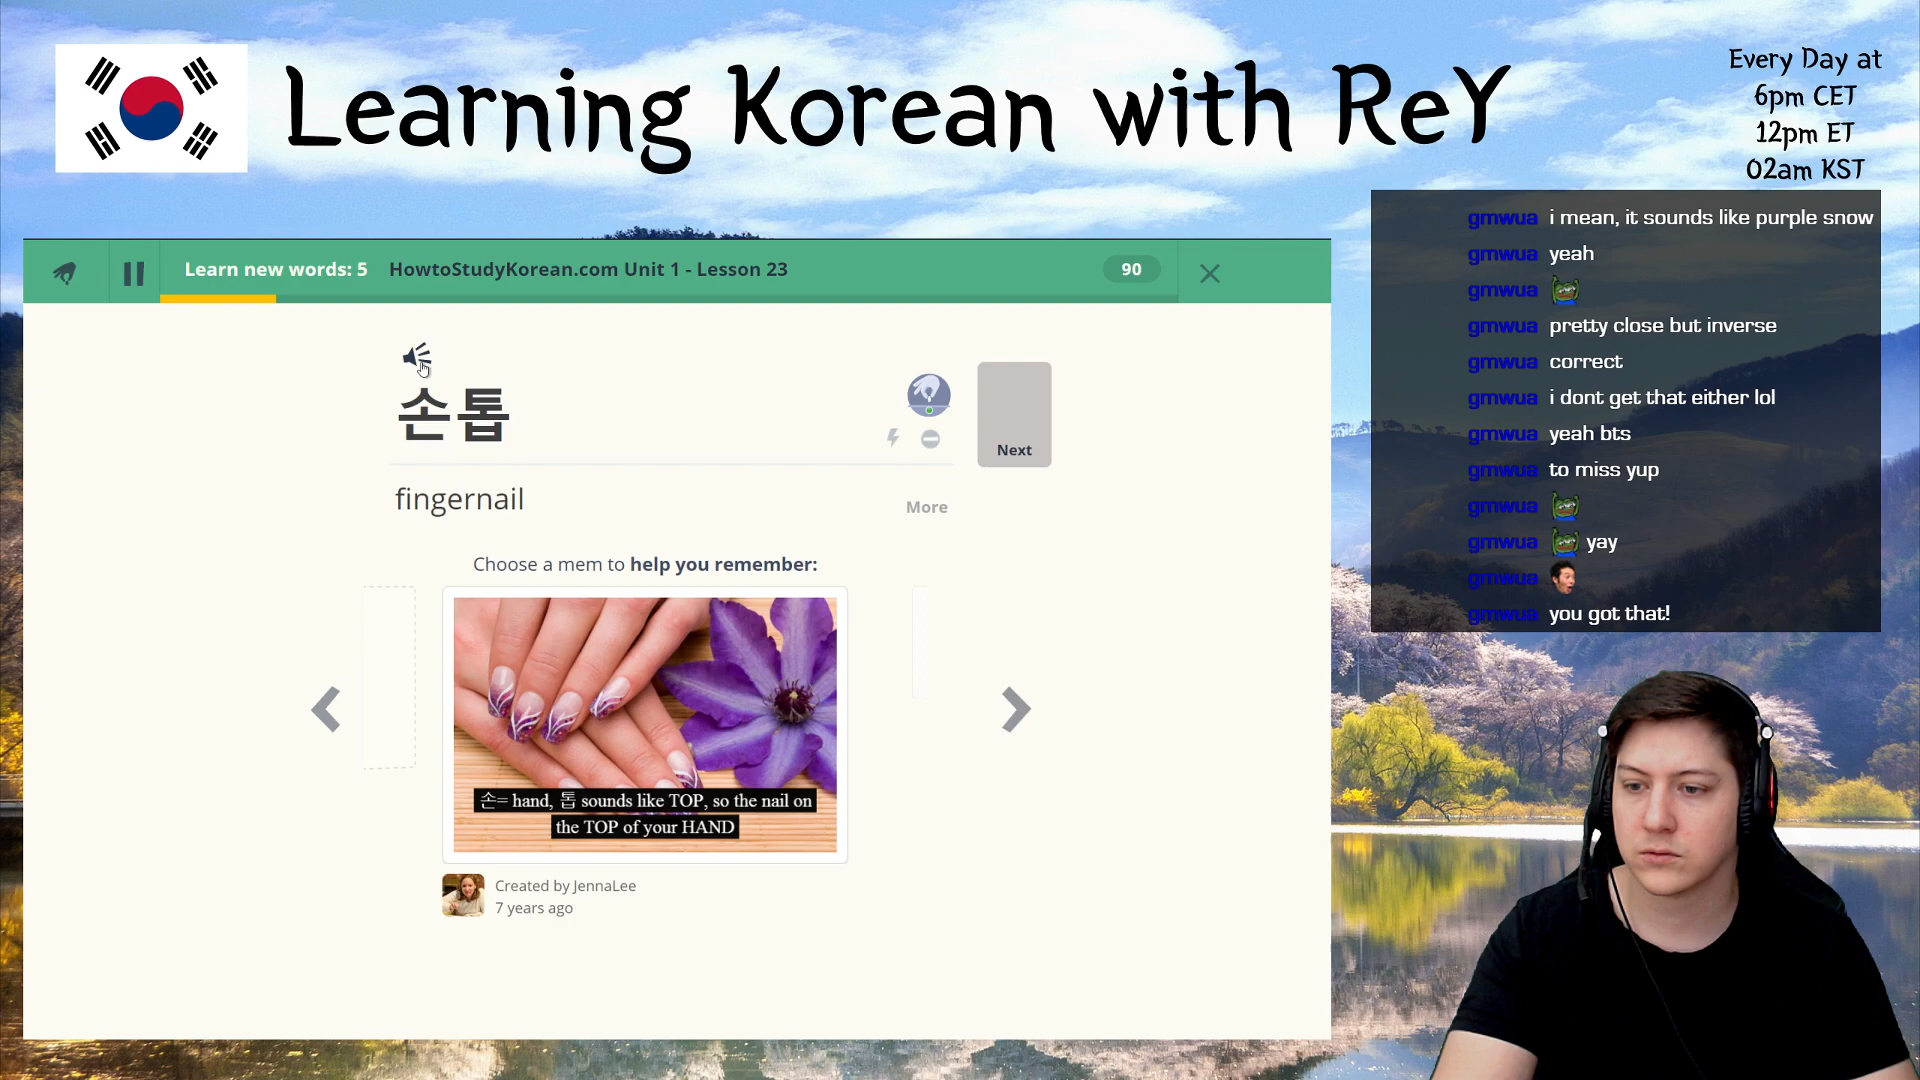 Learning Korean with ReY
Every Day at
6pm CET
12pm ET
02am KST
Learn new words: 5 HowtoStudyKorean.com Unit 1 - Lesson 23 90
손톱
Next
fingernail
More
Choose a mem to help you remember:
손= hand, 톱 sounds like TOP, so the nail on
the TOP of your HAND
Created by JennaLee
7 years ago
gmwua i mean, it sounds like purple snow
gmwua yeah
gmwua
gmwua pretty close but inverse
gmwua correct
gmwua i dont get that either lol
gmwua yeah bts
gmwua to miss yup
gmwua
gmwua yay
gmwua
gmwua you got that!